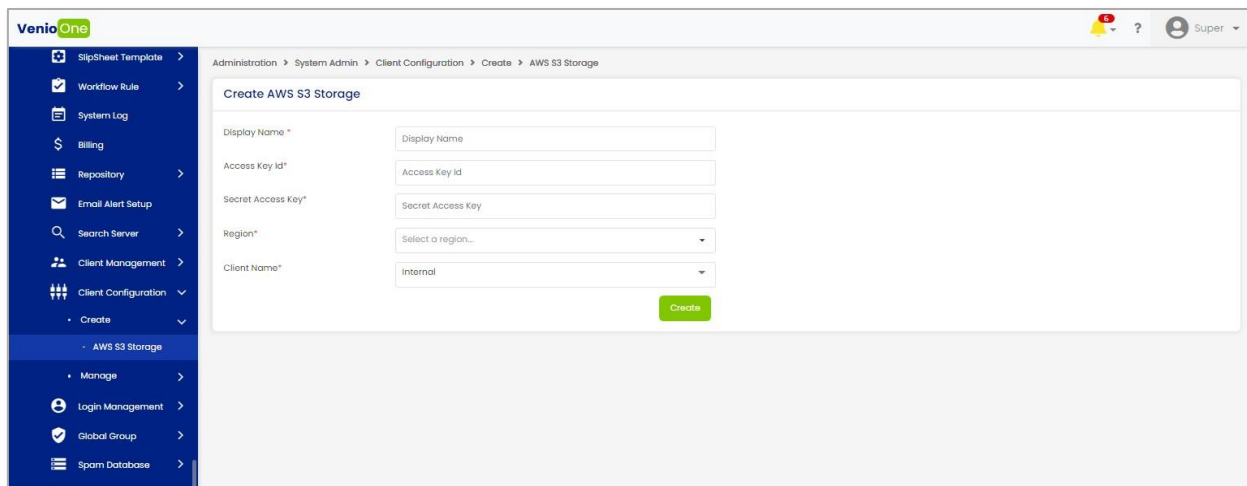 VenioOne
6
?
Super
SlipSheet Template
Workflow Rule
System Log
Billing
Repository
Email Alert Setup
Search Server
Client Management
Client Configuration
Create
- AWS S3 Storage
Manage
Login Management
Global Group
Spam Database
Administration > System Admin > Client Configuration > Create > AWS S3 Storage
Create AWS S3 Storage
Display Name *
Display Name
Access Key Id*
Access Key Id
Secret Access Key*
Secret Access Key
Region*
Select a region...
Client Name*
Internal
Create